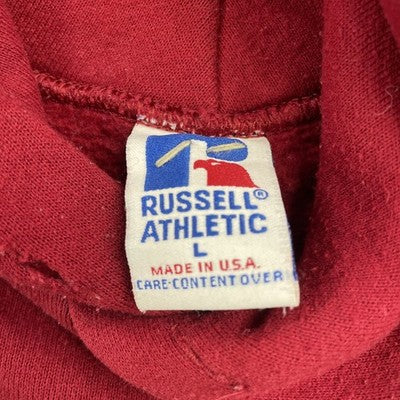 RUSSELL®
ATHLETIC
L
MADE IN U.S.A.
CARE·CONTENT OVER